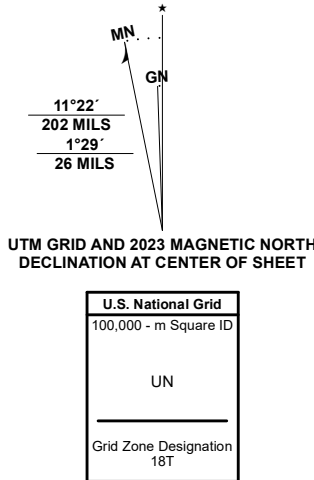 ★
MN
GN
11°22´
202 MILS
1°29´
26 MILS
UTM GRID AND 2023 MAGNETIC NORTH
DECLINATION AT CENTER OF SHEET
U.S. National Grid
100,000 - m Square ID
UN
Grid Zone Designation
18T